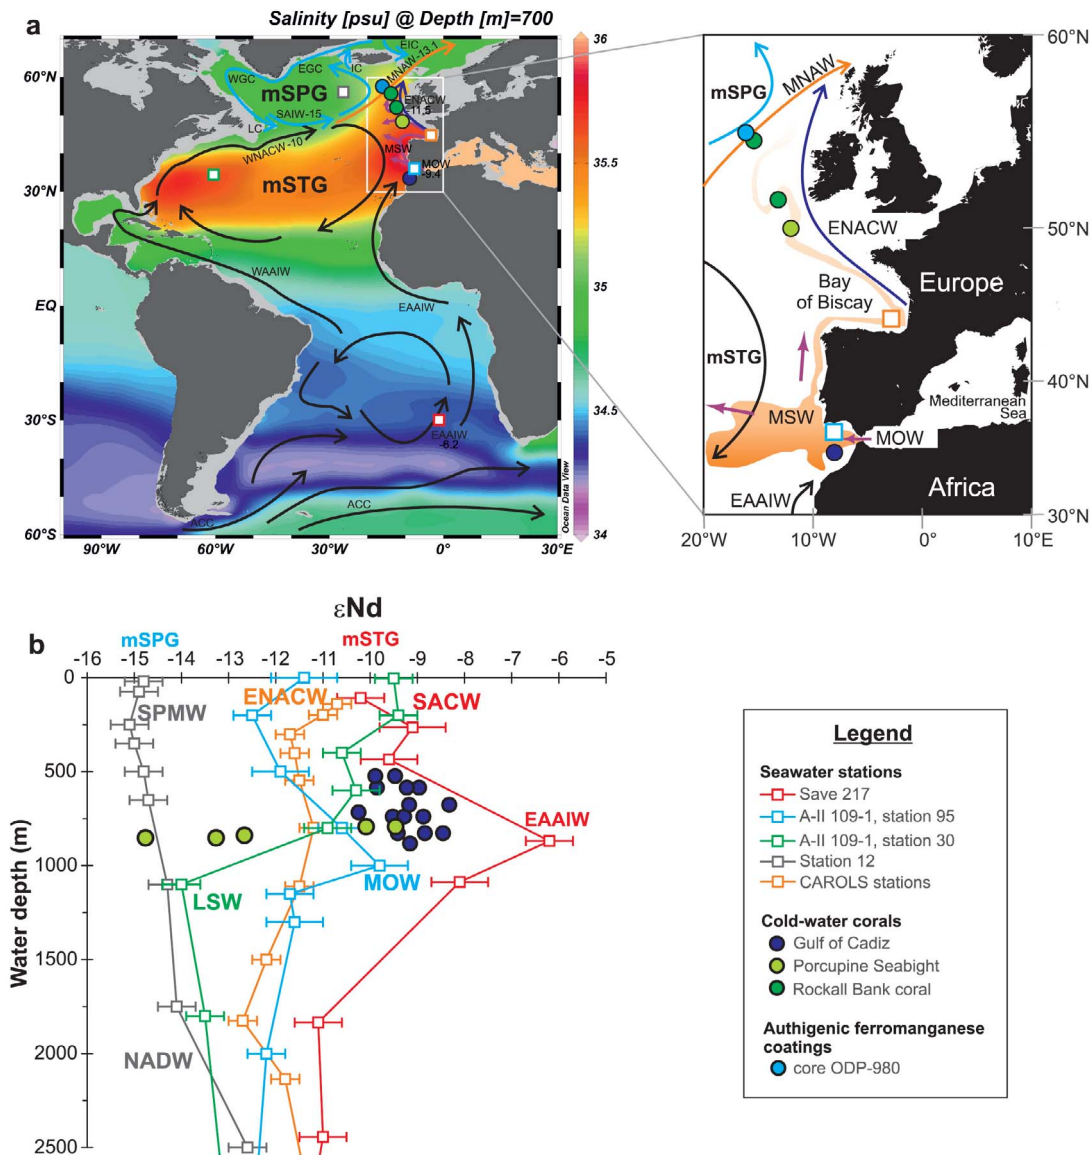 a
Salinity [psu] @ Depth [m]=700
60°N
30°N
EQ
30°S
60°S
90°W
60°W
30°W
0°
30°E
36
35.5
35
34.5
34
Ocean Data View
EIC
MNAW-13.1
IC
EGC
WGC
mSPG
SAIW-15
LC
ENACW
-11.5
WNACW-10
MSW
MOW
-9.4
mSTG
WAAIW
EAAIW
EAAIW
-6.2
ACC
ACC
60°N
50°N
40°N
30°N
20°W
10°W
0°
10°E
mSPG
MNAW
ENACW
Bay
of Biscay
Europe
mSTG
Mediterranean
Sea
MSW
MOW
EAAIW
Africa
b
εNd
mSPG
mSTG
-16 -15 -14 -13 -12 -11 -10 -9 -8 -7 -6 -5
Water depth (m)
0
500
1000
1500
2000
2500
SPMW
ENACW
SACW
EAAIW
MOW
LSW
NADW
Legend
Seawater stations
Save 217
A-II 109-1, station 95
A-II 109-1, station 30
Station 12
CAROLS stations
Cold-water corals
Gulf of Cadiz
Porcupine Seabight
Rockall Bank coral
Authigenic ferromanganese
coatings
core ODP-980